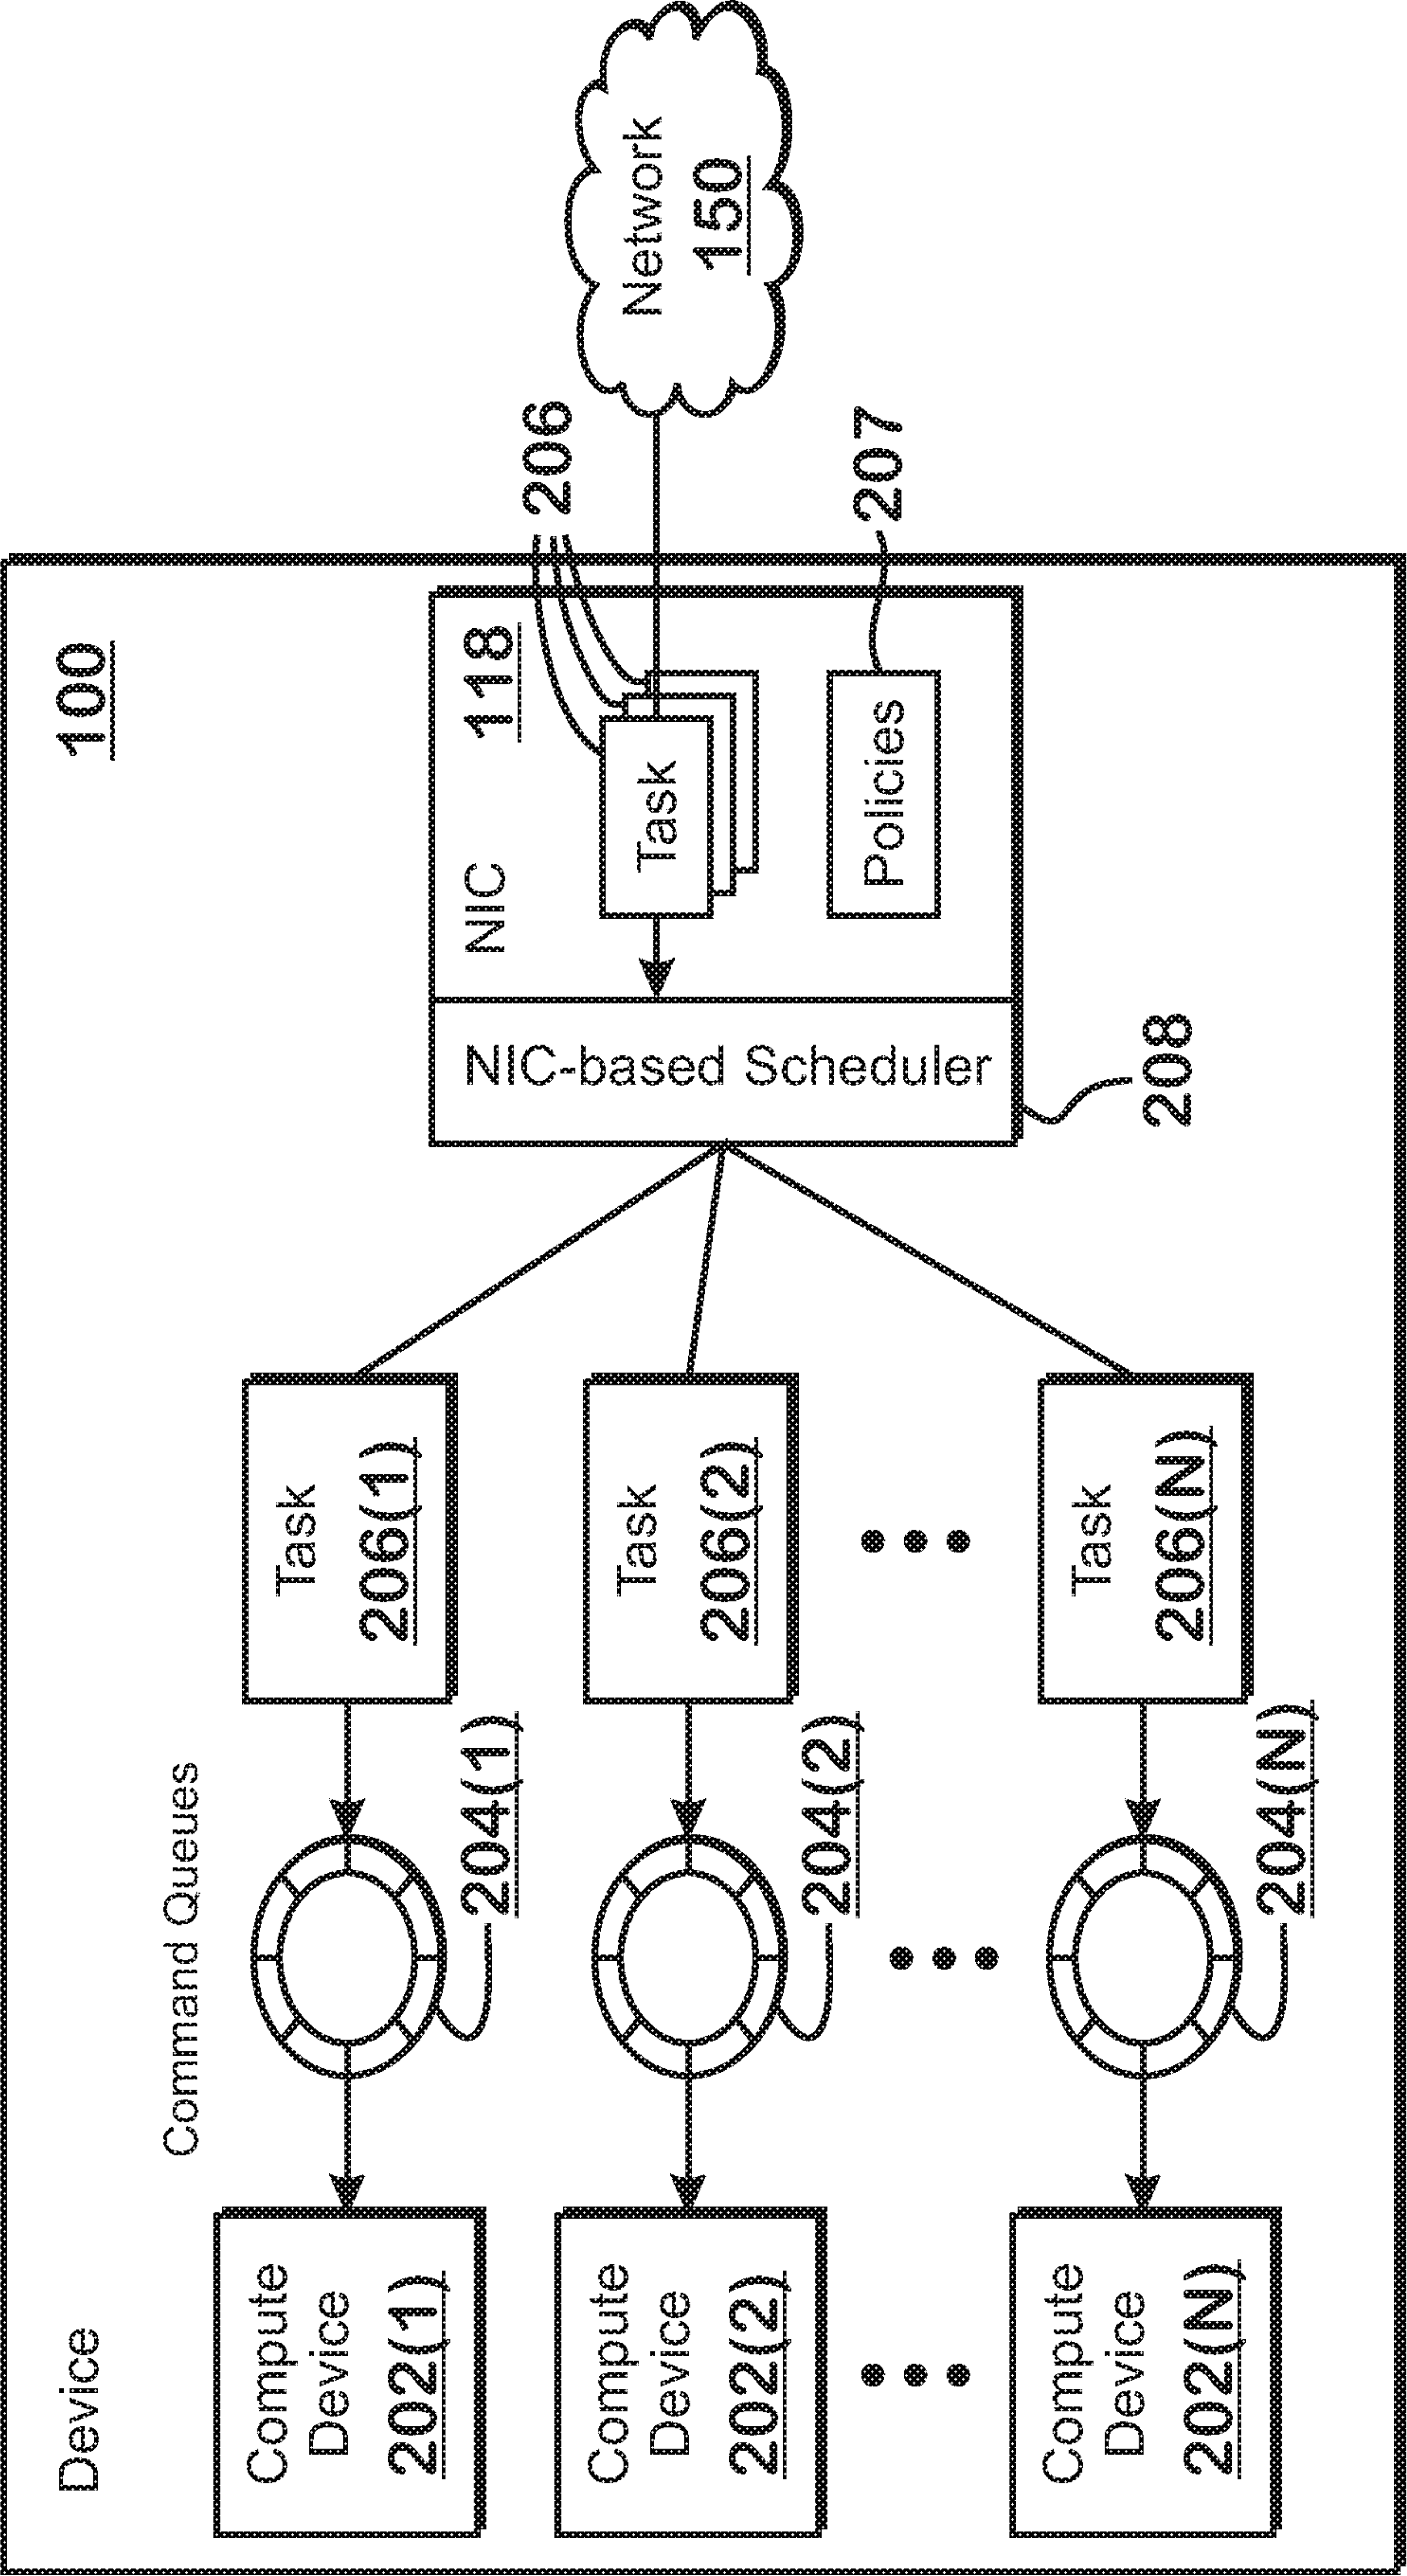 Device
100
Command Queues
Compute
Device
202(1)
204(1)
Task
206(1)
Compute
Device
202(2)
204(2)
Task
206(2)
Compute
Device
202(N)
204(N)
Task
206(N)
NIC-based Scheduler
208
NIC
118
Task
206
Policies
207
Network
150